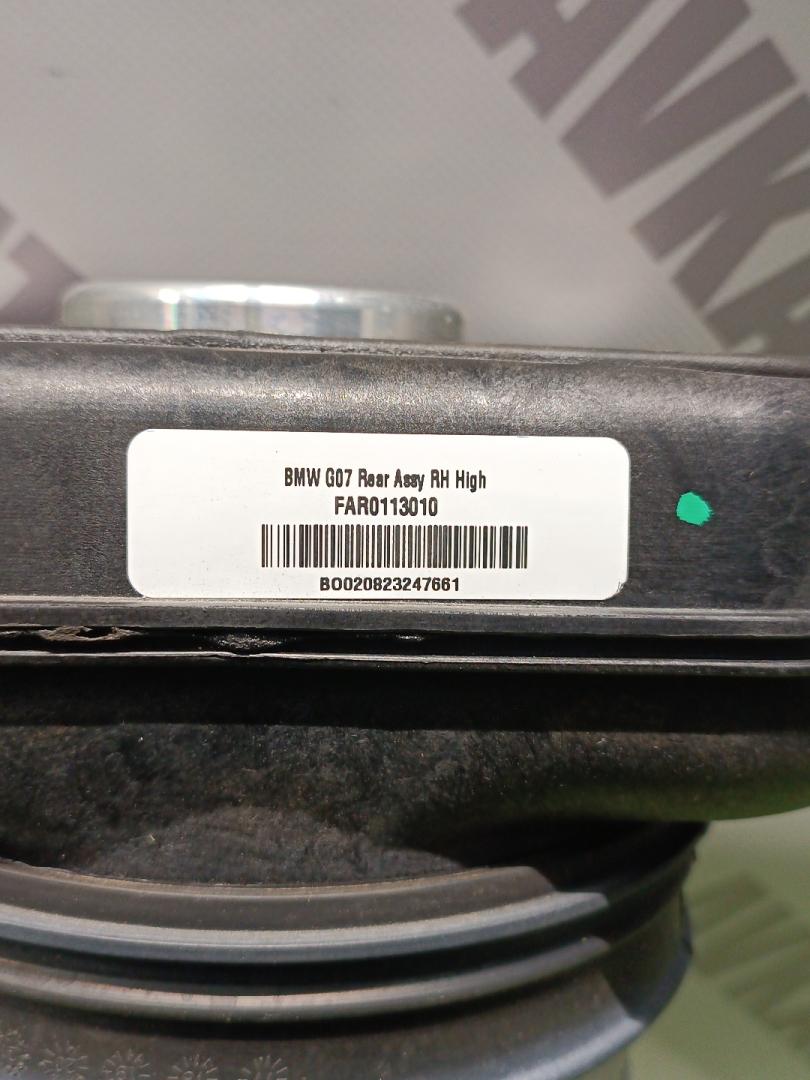 BMW G07 Rear Assy RH High
FAR0113010
BO020823247661